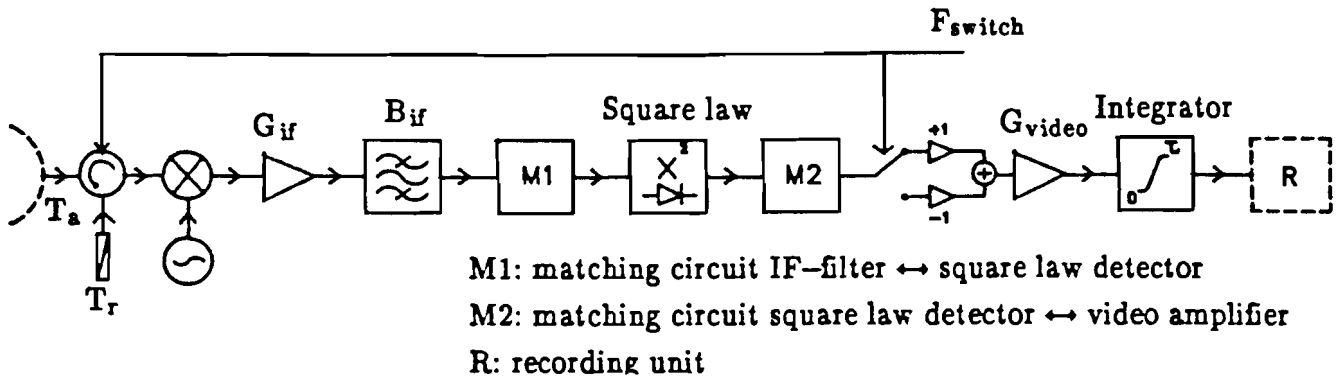 F_switch
G_if
B_if
Square law
G_video
Integrator
+1
-1
T_a
M1
X^2
M2
τ
0
R
T_r
M1: matching circuit IF-filter ↔ square law detector
M2: matching circuit square law detector ↔ video amplifier
R: recording unit